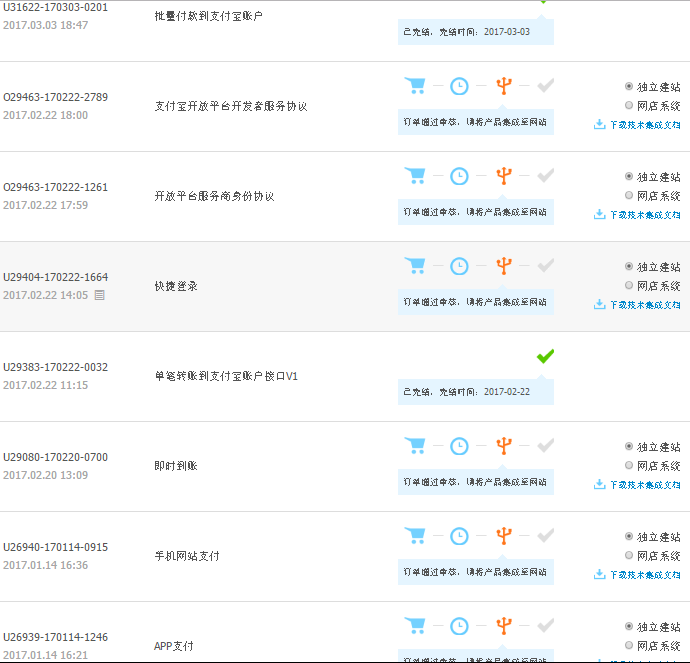 U31622-170303-0201
2017.03.03 18:47
批量付款到支付宝账户
已完结，完结时间：2017-03-03
O29463-170222-2789
2017.02.22 18:00
支付宝开放平台开发者服务协议
订单通过审核，请将产品集成至网站
独立建站
网店系统
下载技术集成文档
O29463-170222-1261
2017.02.22 17:59
开放平台服务商身份协议
订单通过审核，请将产品集成至网站
独立建站
网店系统
下载技术集成文档
U29404-170222-1664
2017.02.22 14:05
快捷登录
订单通过审核，请将产品集成至网站
独立建站
网店系统
下载技术集成文档
U29383-170222-0032
2017.02.22 11:15
单笔转账到支付宝账户接口V1
已完结，完结时间：2017-02-22
U29080-170220-0700
2017.02.20 13:09
即时到账
订单通过审核，请将产品集成至网站
独立建站
网店系统
下载技术集成文档
U26940-170114-0915
2017.01.14 16:36
手机网站支付
订单通过审核，请将产品集成至网站
独立建站
网店系统
下载技术集成文档
U26939-170114-1246
2017.01.14 16:21
APP支付
订单通过审核，请将产品集成至网站
独立建站
网店系统